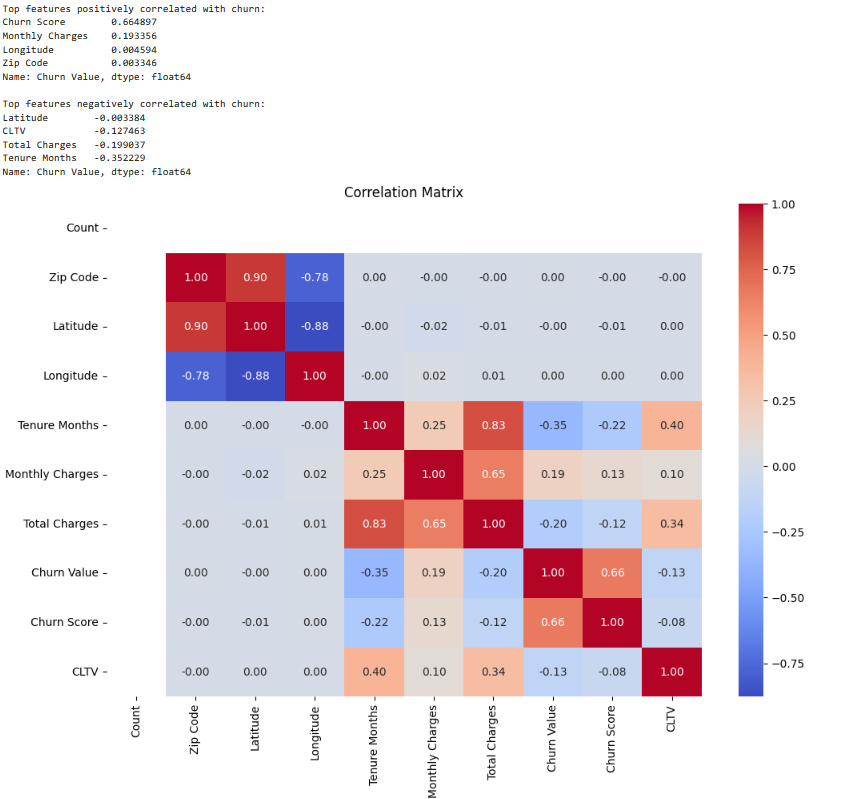 Top features positively correlated with churn:
Churn Score 0.664897
Monthly Charges 0.193356
Longitude 0.004594
Zip Code 0.003346
Name: Churn Value, dtype: float64
Top features negatively correlated with churn:
Latitude -0.003384
CLTV -0.127463
Total Charges -0.199037
Tenure Months -0.352229
Name: Churn Value, dtype: float64
Correlation Matrix
Count
Zip Code 1.00 0.90 -0.78 0.00 -0.00 -0.00 0.00 -0.00 -0.00
Latitude 0.90 1.00 -0.88 -0.00 -0.02 -0.01 -0.00 -0.01 0.00
Longitude -0.78 -0.88 1.00 -0.00 0.02 0.01 0.00 0.00 0.00
Tenure Months 0.00 -0.00 -0.00 1.00 0.25 0.83 -0.35 -0.22 0.40
Monthly Charges -0.00 -0.02 0.02 0.25 1.00 0.65 0.19 0.13 0.10
Total Charges -0.00 -0.01 0.01 0.83 0.65 1.00 -0.20 -0.12 0.34
Churn Value 0.00 -0.00 0.00 -0.35 0.19 -0.20 1.00 0.66 -0.13
Churn Score -0.00 -0.01 0.00 -0.22 0.13 -0.12 0.66 1.00 -0.08
CLTV -0.00 0.00 0.00 0.40 0.10 0.34 -0.13 -0.08 1.00
Count
Zip Code
Latitude
Longitude
Tenure Months
Monthly Charges
Total Charges
Churn Value
Churn Score
CLTV
1.00
0.75
0.50
0.25
0.00
−0.25
−0.50
−0.75